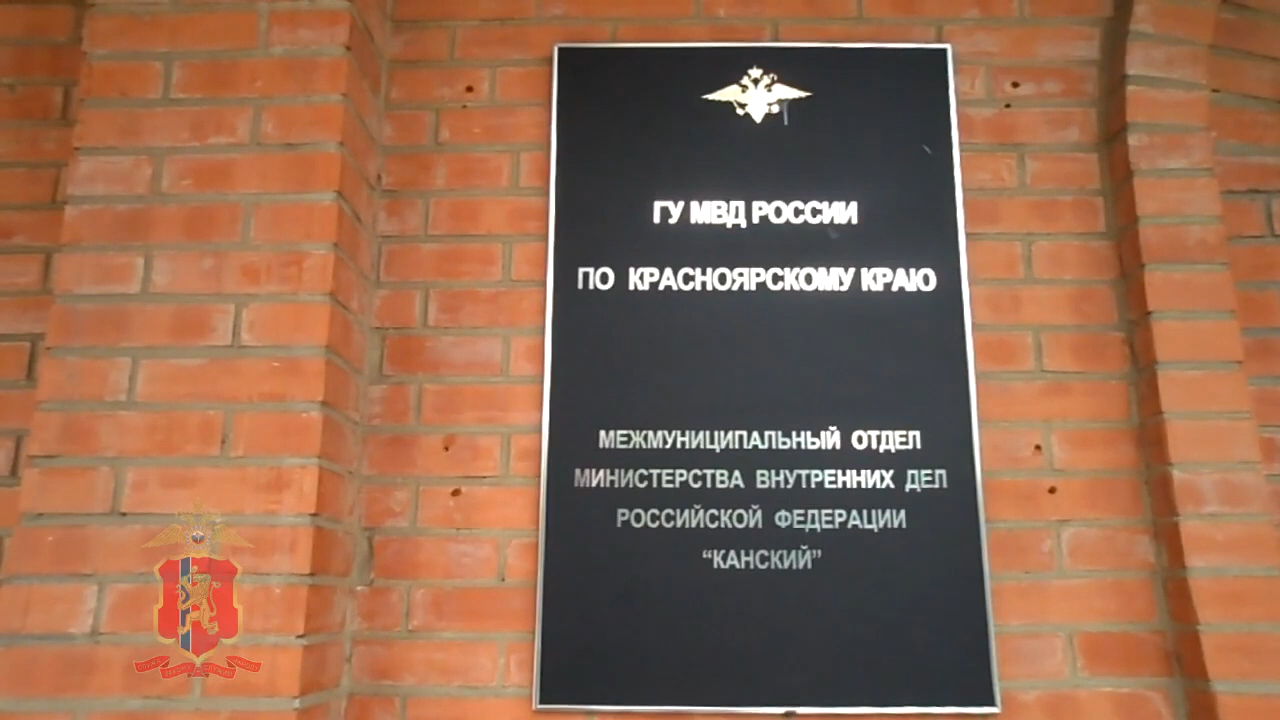 ГУ МВД РОССИИ
ПО КРАСНОЯРСКОМУ КРАЮ
МЕЖМУНИЦИПАЛЬНЫЙ ОТДЕЛ
МИНИСТЕРСТВА ВНУТРЕННИХ ДЕЛ
РОССИЙСКОЙ ФЕДЕРАЦИИ
“КАНСКИЙ”